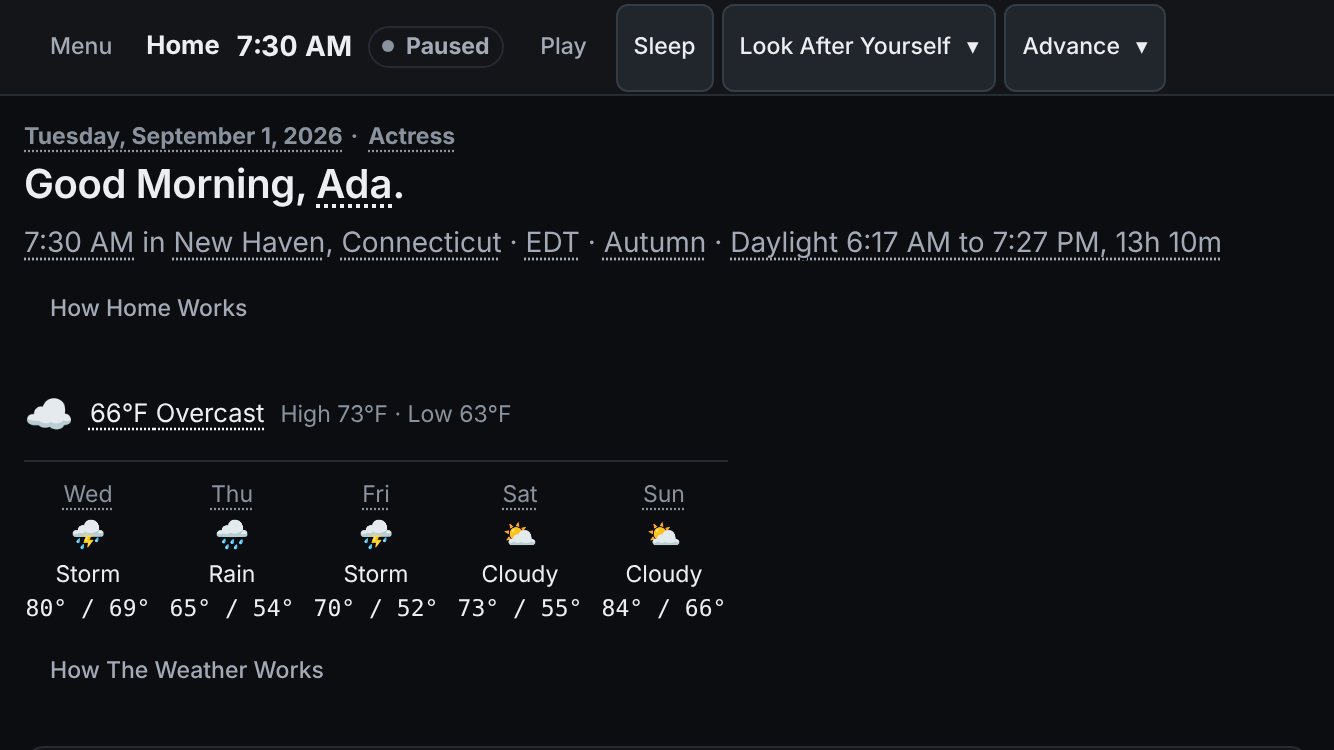 Menu Home 7:30 AM Paused Play Sleep Look After Yourself ▼ Advance ▼
Tuesday, September 1, 2026 · Actress
Good Morning, Ada.
7:30 AM in New Haven, Connecticut · EDT · Autumn · Daylight 6:17 AM to 7:27 PM, 13h 10m
How Home Works
66°F Overcast High 73°F · Low 63°F
Wed Thu Fri Sat Sun
Storm Rain Storm Cloudy Cloudy
80° / 69° 65° / 54° 70° / 52° 73° / 55° 84° / 66°
How The Weather Works